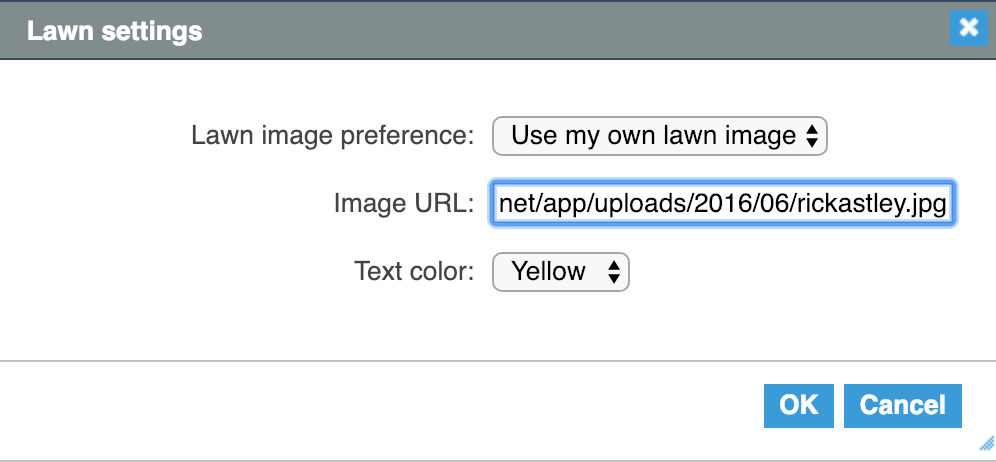 Lawn settings
Lawn image preference: Use my own lawn image
Image URL: net/app/uploads/2016/06/rickastley.jpg
Text color: Yellow
OK Cancel